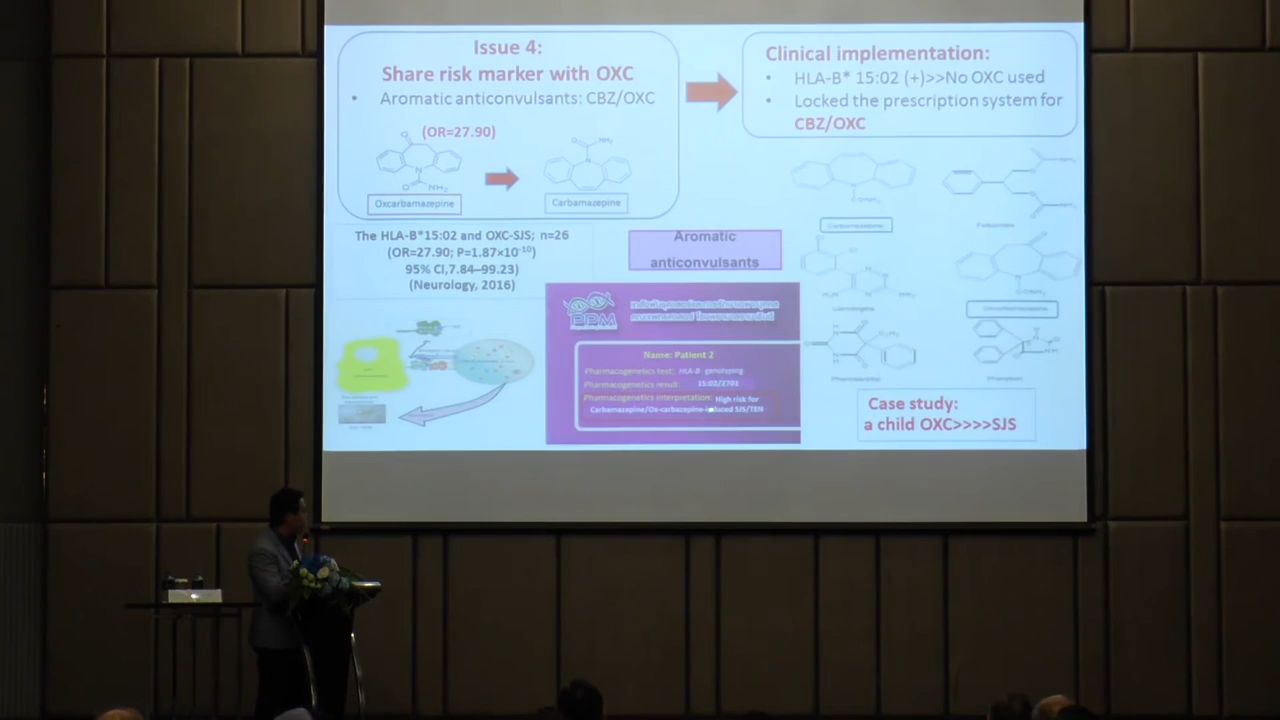 Issue 4:
Share risk marker with OXC
• Aromatic anticonvulsants: CBZ/OXC
(OR=27.90)
Oxcarbamazepine
Carbamazepine
Clinical implementation:
• HLA-B* 15:02 (+)>>No OXC used
• Locked the prescription system for
CBZ/OXC
The HLA-B*15:02 and OXC-SJS; n=26
(OR=27.90; P=1.87×10⁻¹⁰)
95% CI,7.84–99.23)
(Neurology, 2016)
Aromatic
anticonvulsants
PPM
Name: Patient 2
Pharmacogenetics test: HLA-B genotyping
Pharmacogenetics result: 15:02/2701
Pharmacogenetics interpretation: High risk for
Carbamazepine/Ox-carbazepine-induced SJS/TEN
Carbamazepine
Felbamate
Lamotrigine
Phenytoin
Case study:
a child OXC>>>>SJS